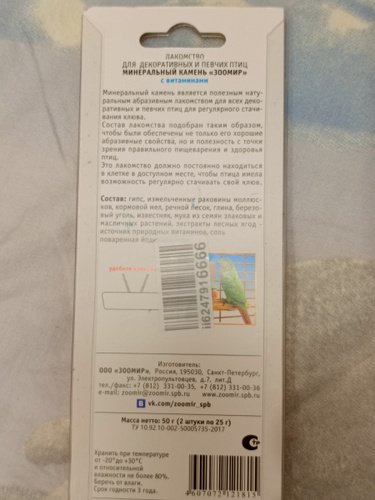 ЛАКОМСТВО
ДЛЯ ДЕКОРАТИВНЫХ И ПЕВЧИХ ПТИЦ
МИНЕРАЛЬНЫЙ КАМЕНЬ «ЗООМИР»
с витаминами
Минеральный камень является полезным нату-
ральным абразивным лакомством для всех деко-
ративных и певчих птиц для регулярного стачи-
вания клюва.
Состав лакомства подобран таким образом,
чтобы были обеспечены не только его хорошие
абразивные свойства, но и полезность с точки
зрения правильного пищеварения и здоровья
птиц.
Это лакомство должно постоянно находиться
в клетке в доступном месте, чтобы птица имела
возможность регулярно стачивать свой клюв.
Состав: гипс, измельченные раковины моллюс-
ков, кормовой мел, речной песок, глина, березо-
вый уголь, известняк, мука из семян злаковых и
масличных растений, экстракты лесных ягод -
источник природных витаминов, соль
поваренная йоди
удобное
ii6247916666
Изготовитель:
ООО «ЗООМИР», Россия, 195030, Санкт-Петербург,
ул. Электропультовцев, д.7, лит.Д
тел./факс: +7 (812) 331-00-35, +7 (812) 331-00-36
zoomir@zoomir.spb.ru www.zoomir.spb.ru
vk.com/zoomir_spb
Масса нетто: 50 г (2 штуки по 25 г)
ТУ 10.92.10-002-50005735-2017
Хранить при температуре
от -20° до +30°С
и относительной
влажности не более 80%.
Беречь от влаги.
Срок годности 3 года.
4607072121813